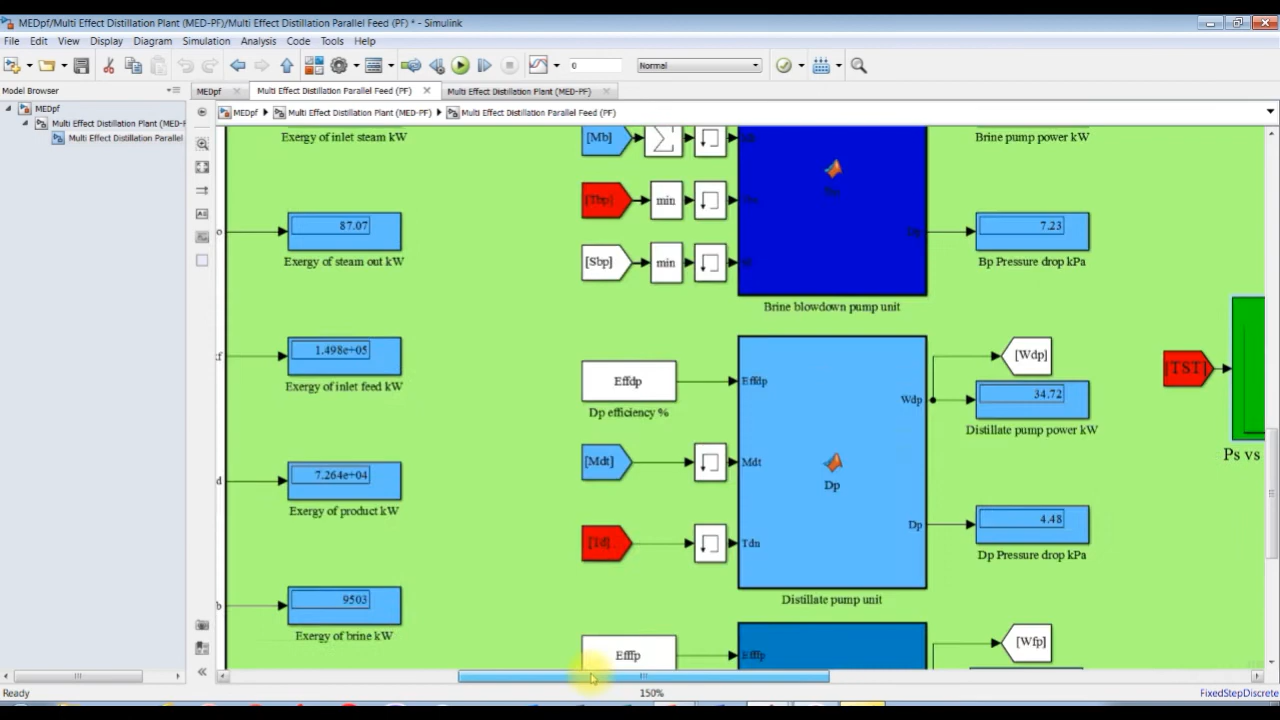 MEDpf/Multi Effect Distillation Plant (MED-PF)/Multi Effect Distillation Parallel Feed (PF) * - Simulink
File Edit View Display Diagram Simulation Analysis Code Tools Help
0 Normal
Model Browser
MEDpf
Multi Effect Distillation Plant (MED-F
Multi Effect Distillation Parallel
MEDpf Multi Effect Distillation Parallel Feed (PF) Multi Effect Distillation Plant (MED-PF)
MEDpf Multi Effect Distillation Plant (MED-PF) Multi Effect Distillation Parallel Feed (PF)
Exergy of inlet steam kW
[Mb]
Brine pump power kW
[Tbp] min
o 87.07
Exergy of steam out kW
7.23
Bp Pressure drop kPa
[Sbp] min
Brine blowdown pump unit
f 1.498e+05
Exergy of inlet feed kW
Effdp Effdp
Dp efficiency %
[Wdp]
Wdp 34.72
Distillate pump power kW
[TST]
Ps vs
[Mdt] Mdt
Dp
d 7.264e+04
Exergy of product kW
[Td] Tdn
Dp 4.48
Dp Pressure drop kPa
Distillate pump unit
b 9503
Exergy of brine kW
Efffp Efffp
[Wfp]
Ready 150% FixedStepDiscrete